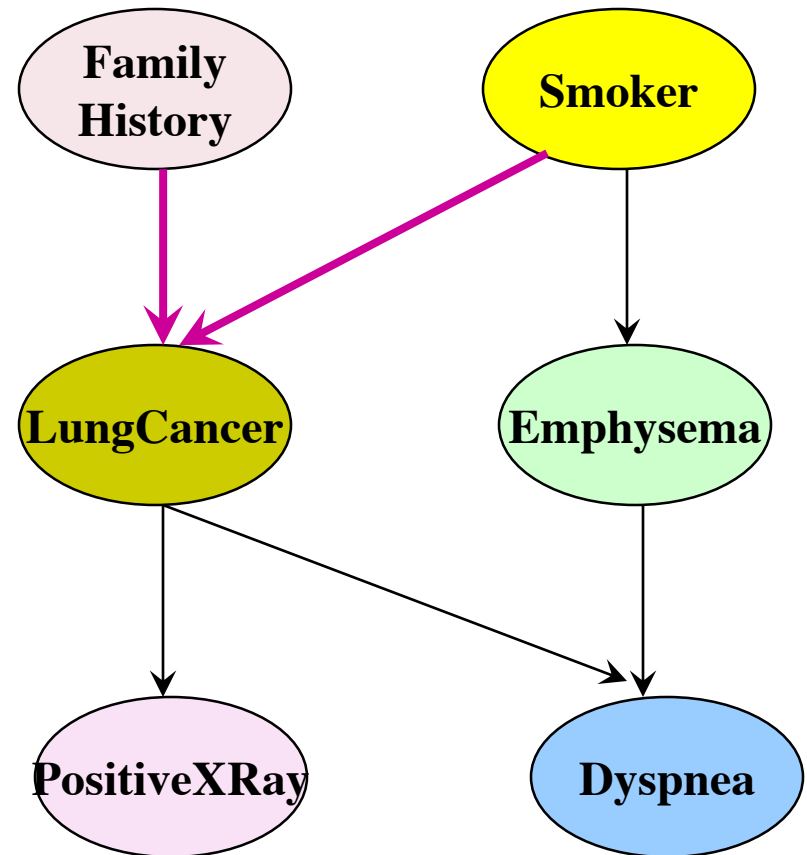 Family
History
Smoker
LungCancer
Emphysema
PositiveXRay
Dyspnea